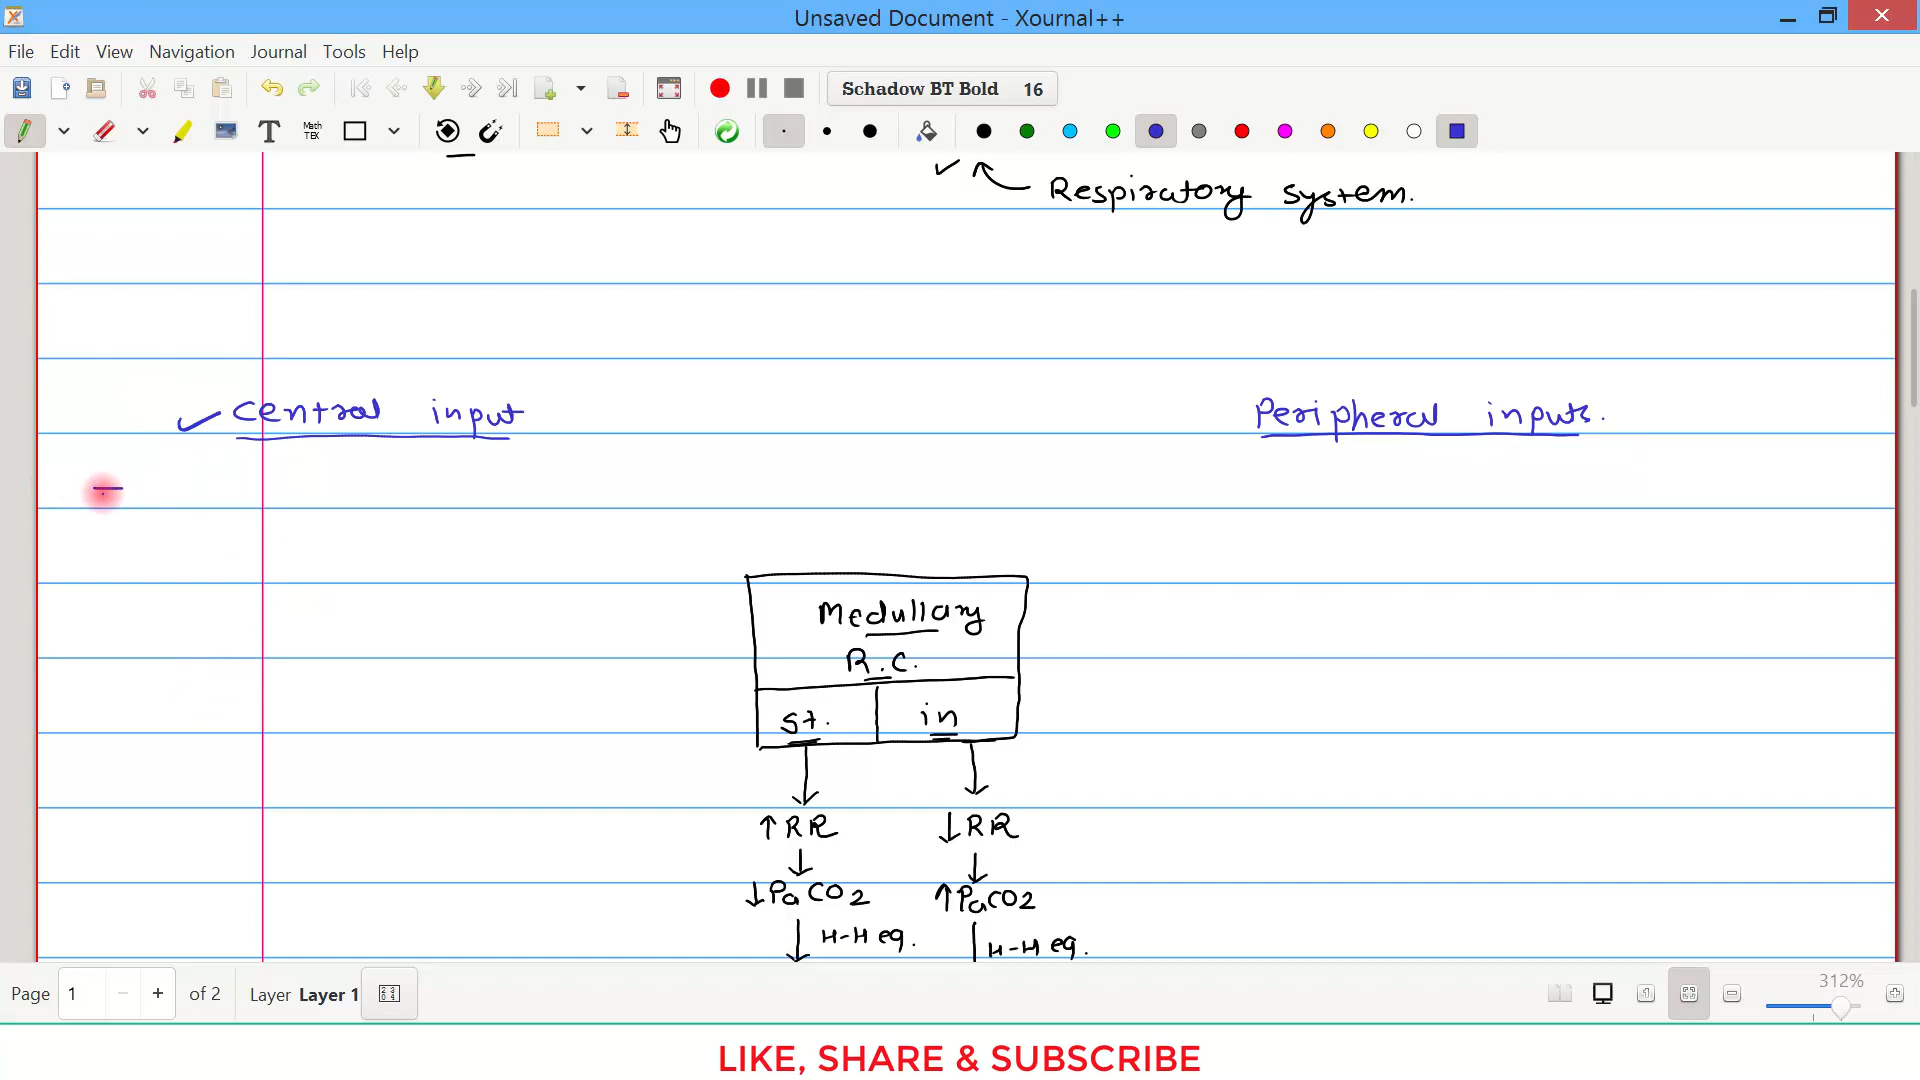 Unsaved Document - Xournal++
File Edit View Navigation Journal Tools Help
Schadow BT Bold 16
Math TEX
Respiratory system.
Central input
Peripheral inputs.
Medullary
R.C.
St. in
↑ RR ↓ RR
↓ PaCO2 ↑ PaCO2
H-H eq. H-H eq.
Page 1 of 2 Layer Layer 1
312%
LIKE, SHARE & SUBSCRIBE